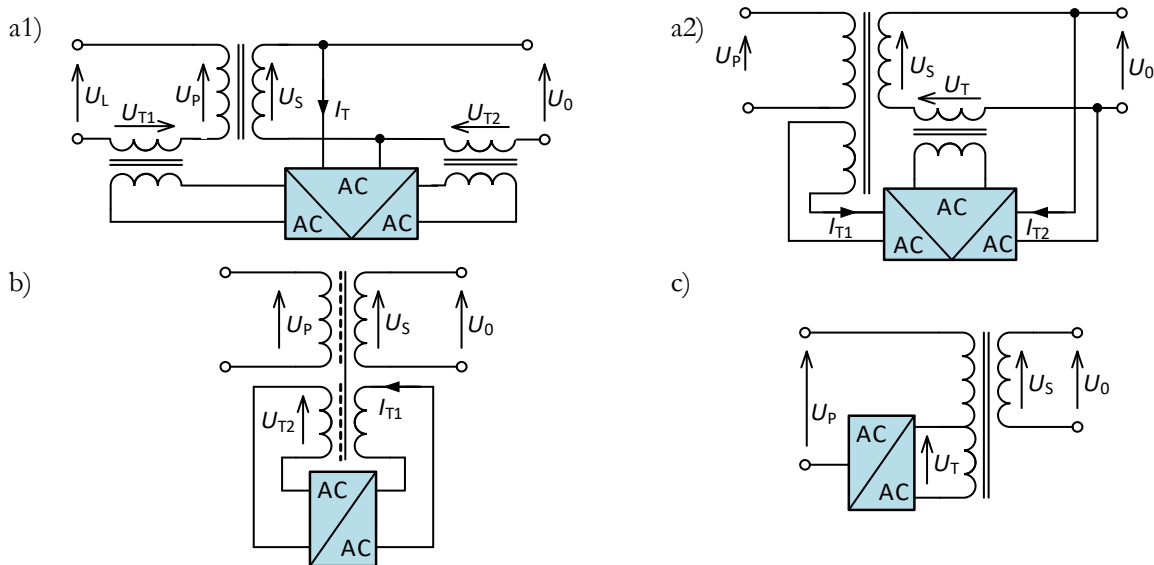 a1)
U_L
U_T1
U_P
U_S
I_T
U_T2
U_0
AC
AC
AC
a2)
U_P
U_S
U_T
U_0
I_T1
I_T2
AC
AC
AC
b)
U_P
U_S
U_0
U_T2
I_T1
AC
AC
c)
U_P
U_S
U_0
U_T
AC
AC